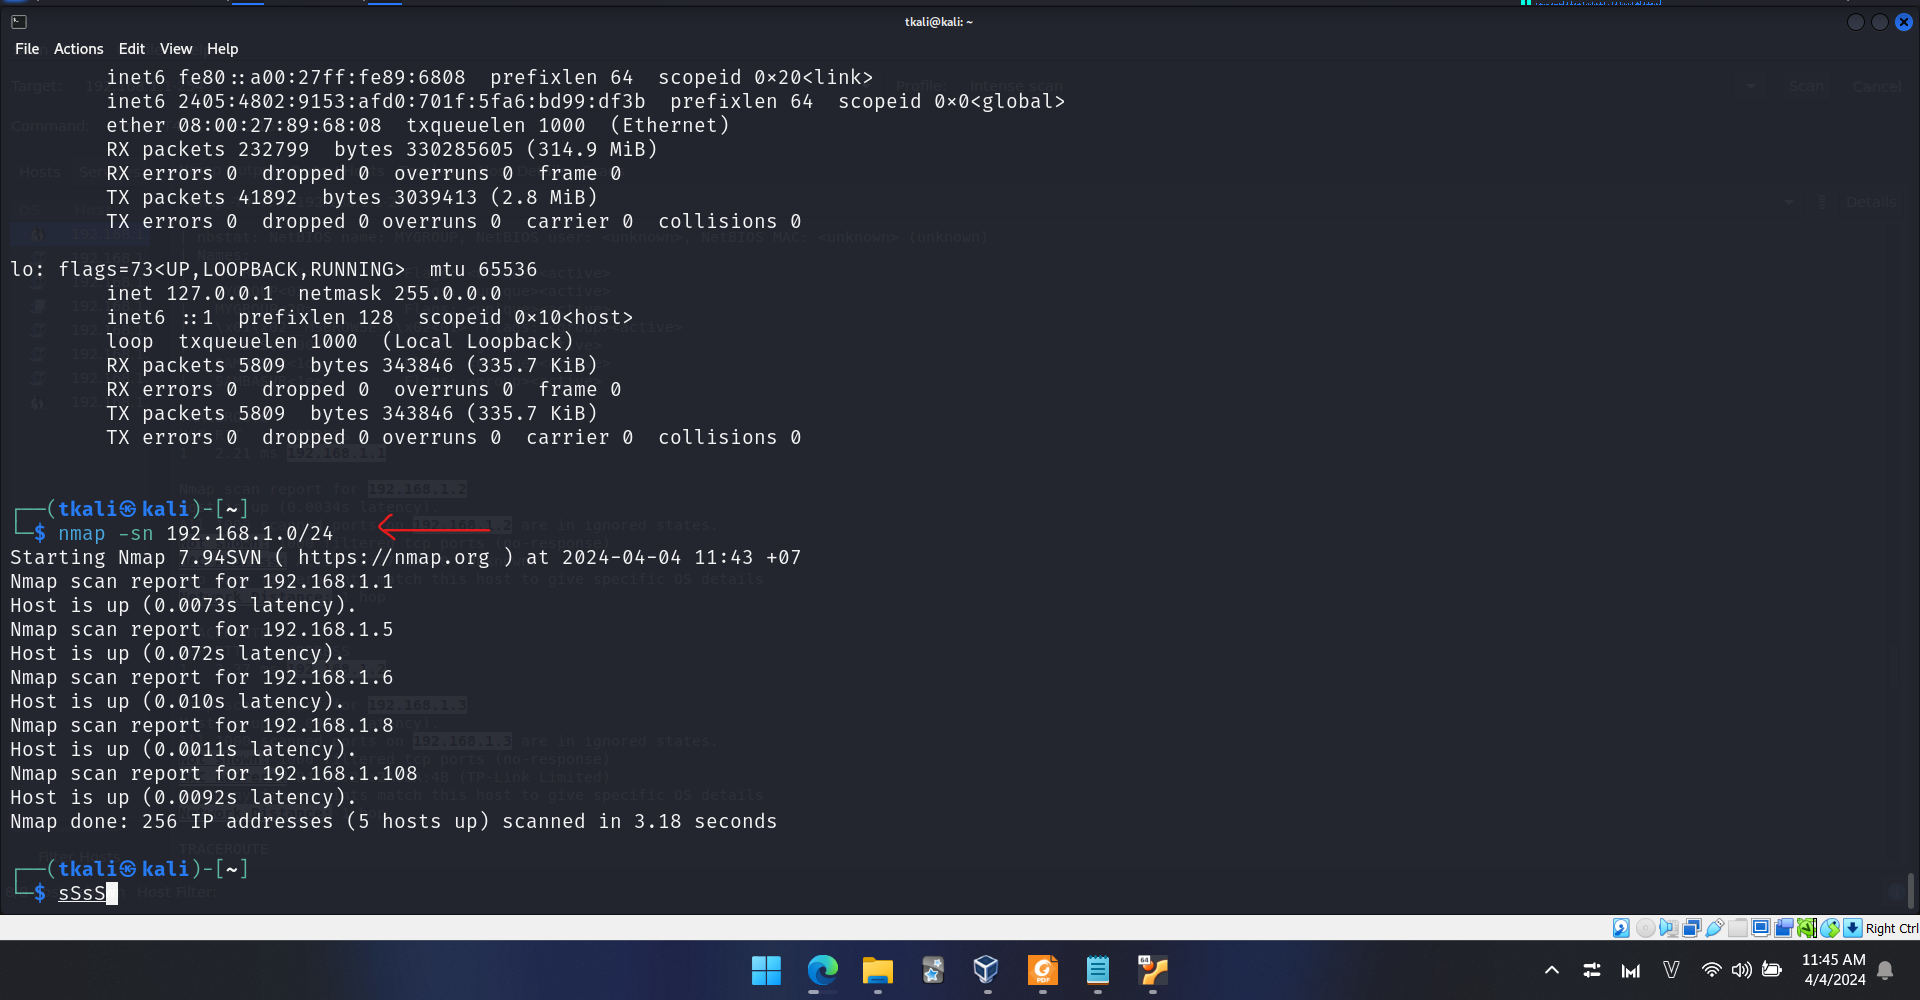 tkali@kali: ~
File Actions Edit View Help
inet6 fe80::a00:27ff:fe89:6808 prefixlen 64 scopeid 0×20<link>
inet6 2405:4802:9153:afd0:701f:5fa6:bd99:df3b prefixlen 64 scopeid 0×0<global>
ether 08:00:27:89:68:08 txqueuelen 1000 (Ethernet)
RX packets 232799 bytes 330285605 (314.9 MiB)
RX errors 0 dropped 0 overruns 0 frame 0
TX packets 41892 bytes 3039413 (2.8 MiB)
TX errors 0 dropped 0 overruns 0 carrier 0 collisions 0
lo: flags=73<UP,LOOPBACK,RUNNING> mtu 65536
inet 127.0.0.1 netmask 255.0.0.0
inet6 ::1 prefixlen 128 scopeid 0×10<host>
loop txqueuelen 1000 (Local Loopback)
RX packets 5809 bytes 343846 (335.7 KiB)
RX errors 0 dropped 0 overruns 0 frame 0
TX packets 5809 bytes 343846 (335.7 KiB)
TX errors 0 dropped 0 overruns 0 carrier 0 collisions 0
┌──(tkali㉿kali)-[~]
└─$ nmap -sn 192.168.1.0/24
Starting Nmap 7.94SVN ( https://nmap.org ) at 2024-04-04 11:43 +07
Nmap scan report for 192.168.1.1
Host is up (0.0073s latency).
Nmap scan report for 192.168.1.5
Host is up (0.072s latency).
Nmap scan report for 192.168.1.6
Host is up (0.010s latency).
Nmap scan report for 192.168.1.8
Host is up (0.0011s latency).
Nmap scan report for 192.168.1.108
Host is up (0.0092s latency).
Nmap done: 256 IP addresses (5 hosts up) scanned in 3.18 seconds
┌──(tkali㉿kali)-[~]
└─$ sSsS
Right Ctrl
11:45 AM
4/4/2024